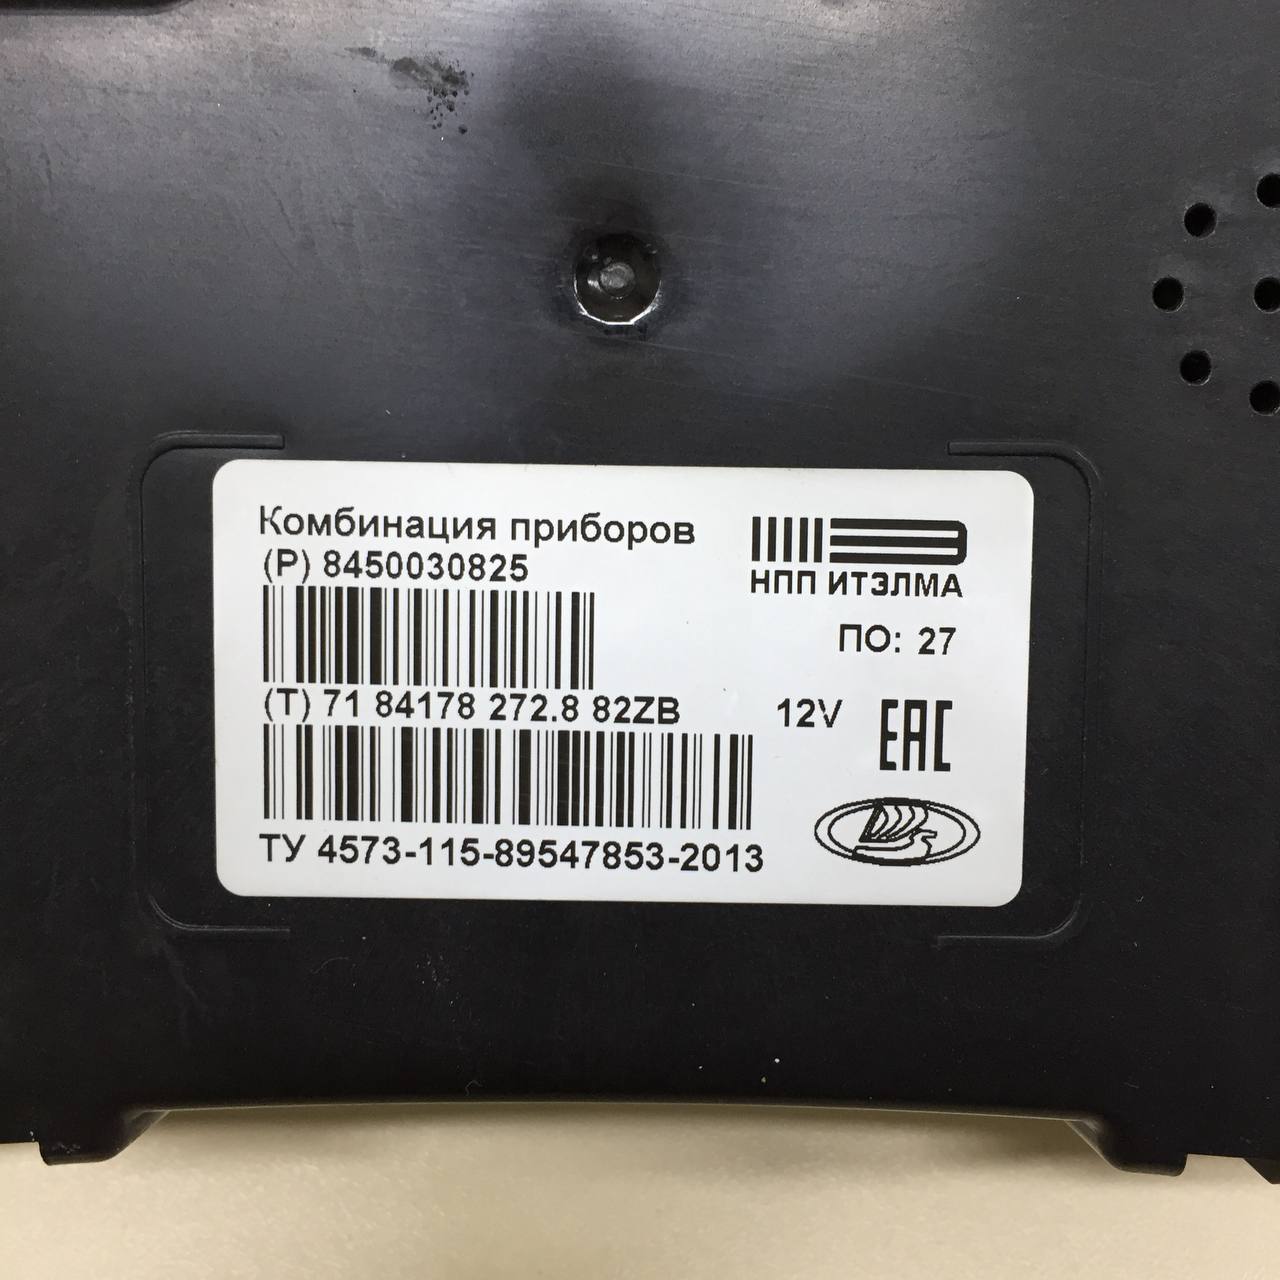 Комбинация приборов
(P) 8450030825
НПП ИТЭЛМА
ПО: 27
(T) 71 84178 272.8 82ZB
12V
EAC
ТУ 4573-115-89547853-2013